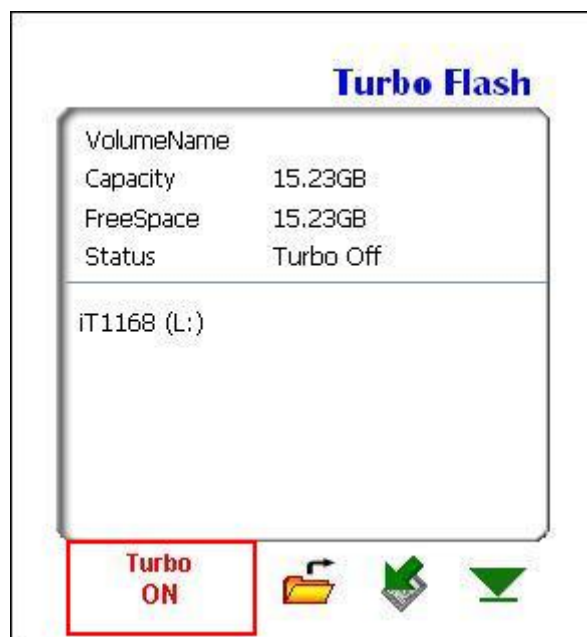 Turbo Flash
VolumeName
Capacity 15.23GB
FreeSpace 15.23GB
Status Turbo Off
iT1168 (L:)
Turbo
ON